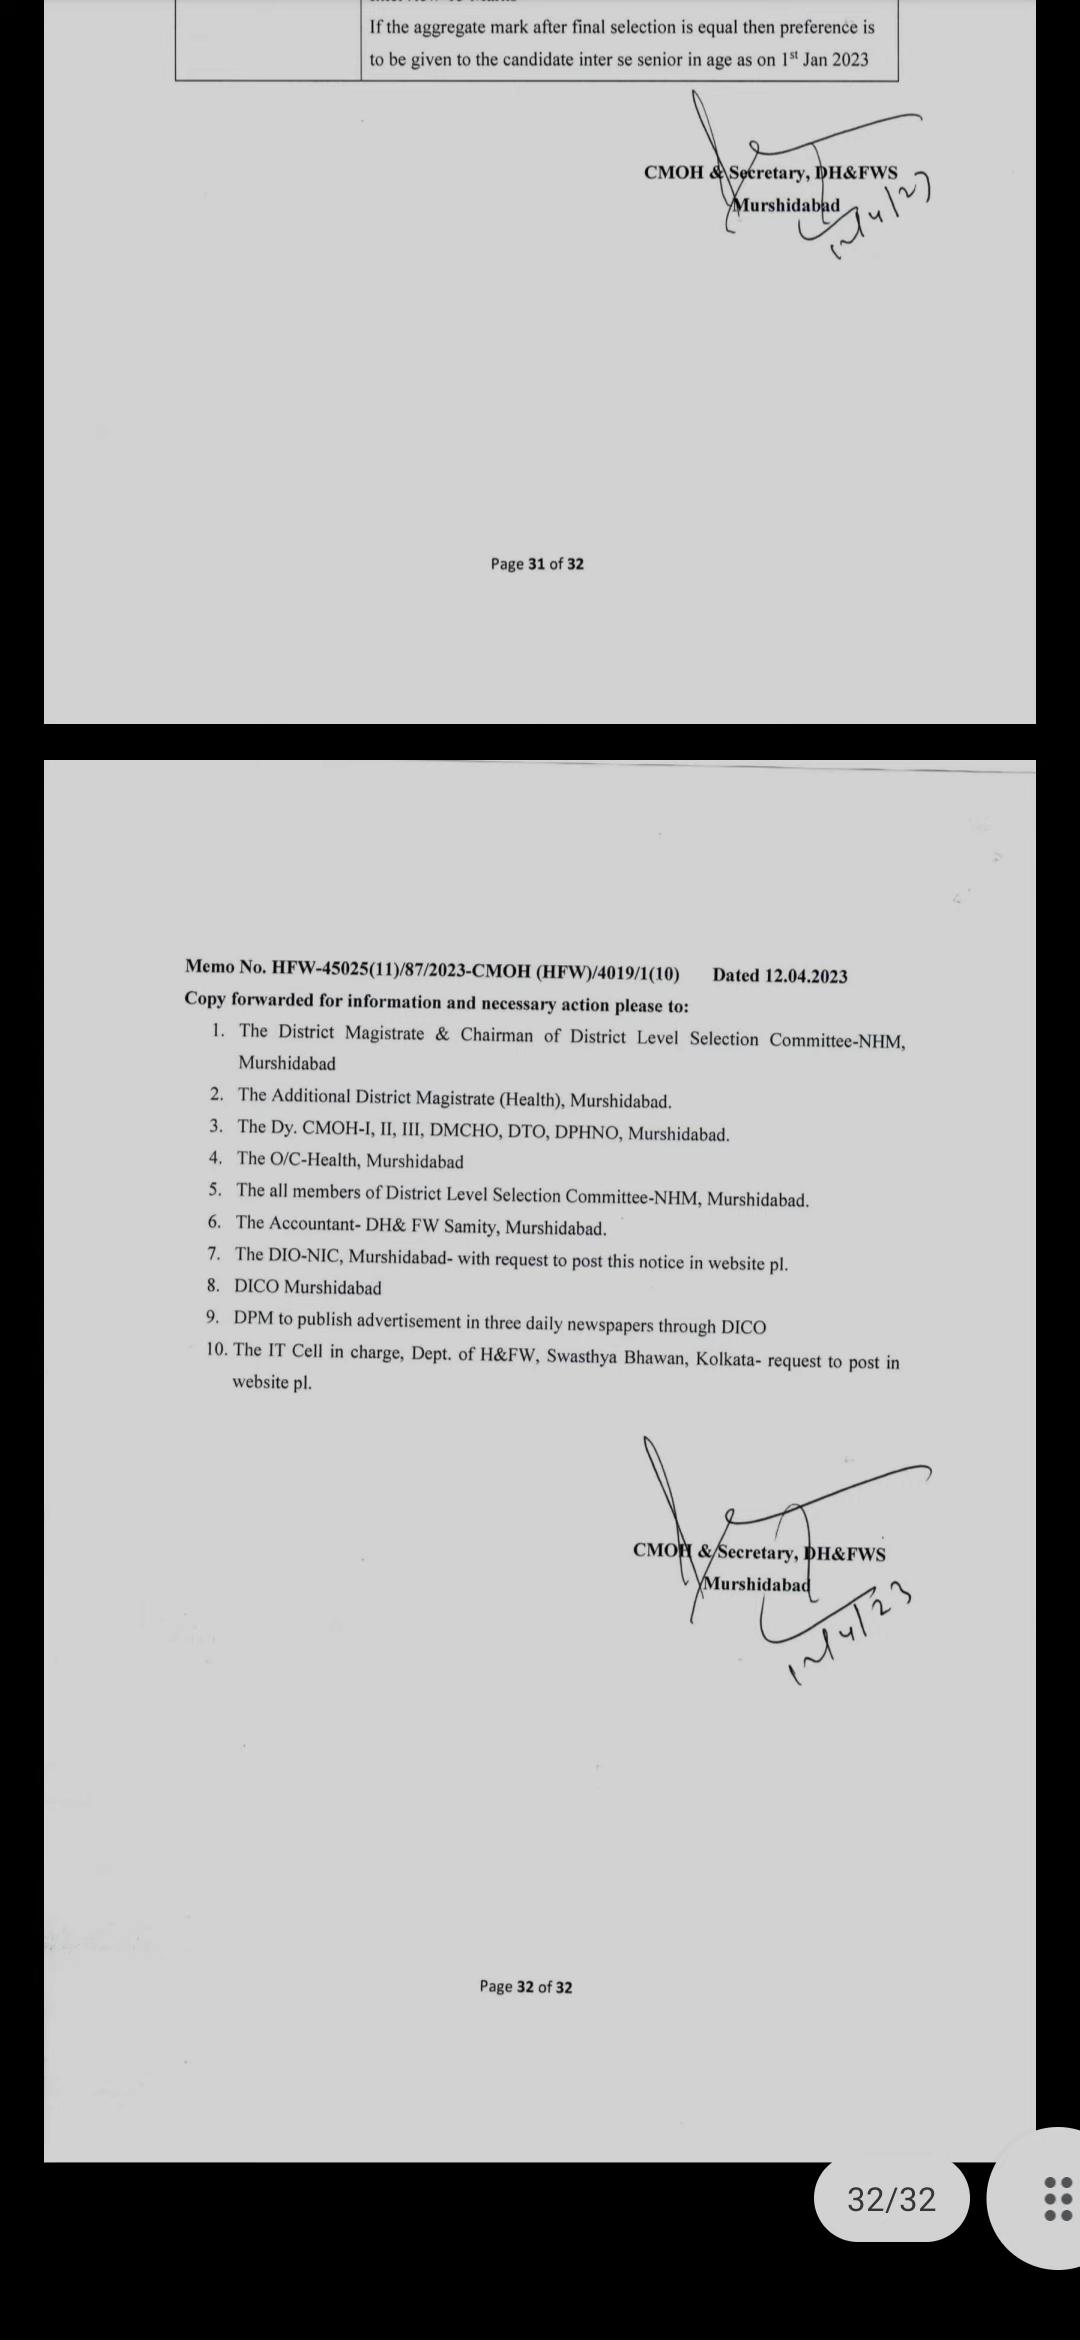 If the aggregate mark after final selection is equal then preference is
to be given to the candidate inter se senior in age as on 1st Jan 2023
CMOH & Secretary, DH&FWS
Murshidabad
12/4/23
Page 31 of 32
Memo No. HFW-45025(11)/87/2023-CMOH (HFW)/4019/1(10) Dated 12.04.2023
Copy forwarded for information and necessary action please to:
1. The District Magistrate & Chairman of District Level Selection Committee-NHM,
Murshidabad
2. The Additional District Magistrate (Health), Murshidabad.
3. The Dy. CMOH-I, II, III, DMCHO, DTO, DPHNO, Murshidabad.
4. The O/C-Health, Murshidabad
5. The all members of District Level Selection Committee-NHM, Murshidabad.
6. The Accountant- DH& FW Samity, Murshidabad.
7. The DIO-NIC, Murshidabad- with request to post this notice in website pl.
8. DICO Murshidabad
9. DPM to publish advertisement in three daily newspapers through DICO
10. The IT Cell in charge, Dept. of H&FW, Swasthya Bhawan, Kolkata- request to post in
website pl.
CMOH & Secretary, DH&FWS
Murshidabad
12/4/23
Page 32 of 32
32/32